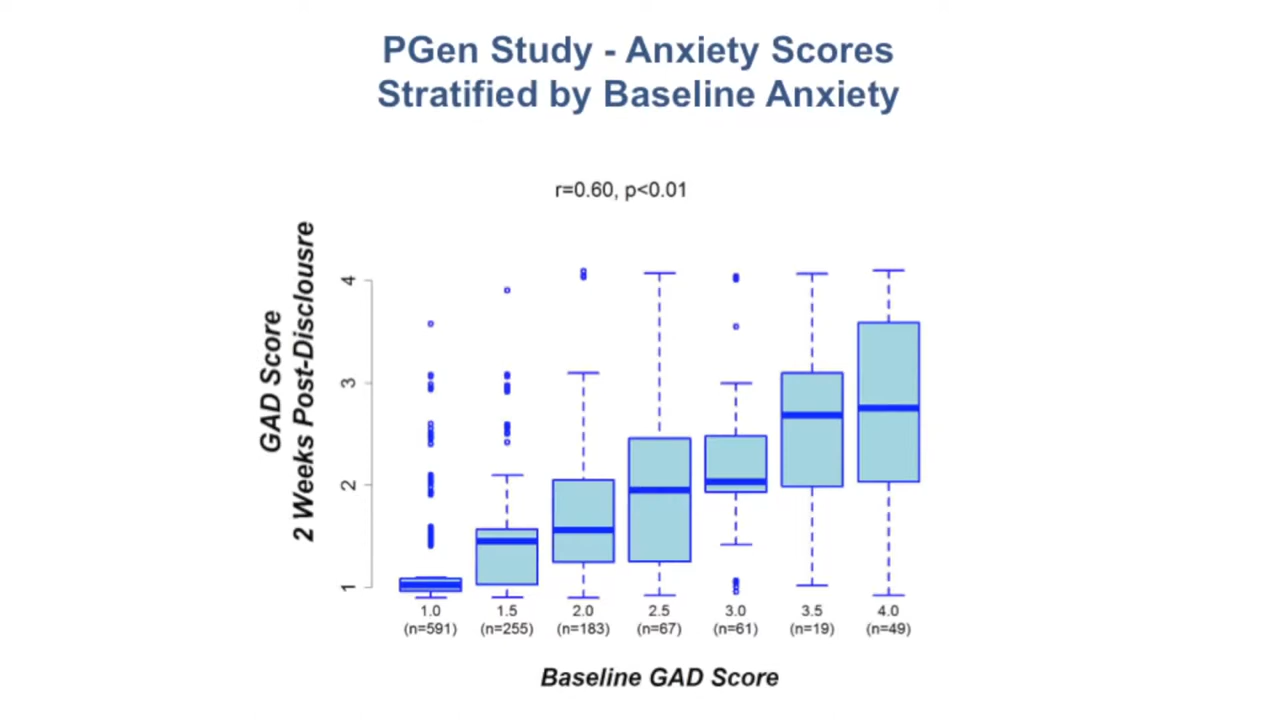 PGen Study - Anxiety Scores
Stratified by Baseline Anxiety
r=0.60, p<0.01
GAD Score
2 Weeks Post-Disclousre
4
3
2
1
1.0 1.5 2.0 2.5 3.0 3.5 4.0
(n=591) (n=255) (n=183) (n=67) (n=61) (n=19) (n=49)
Baseline GAD Score